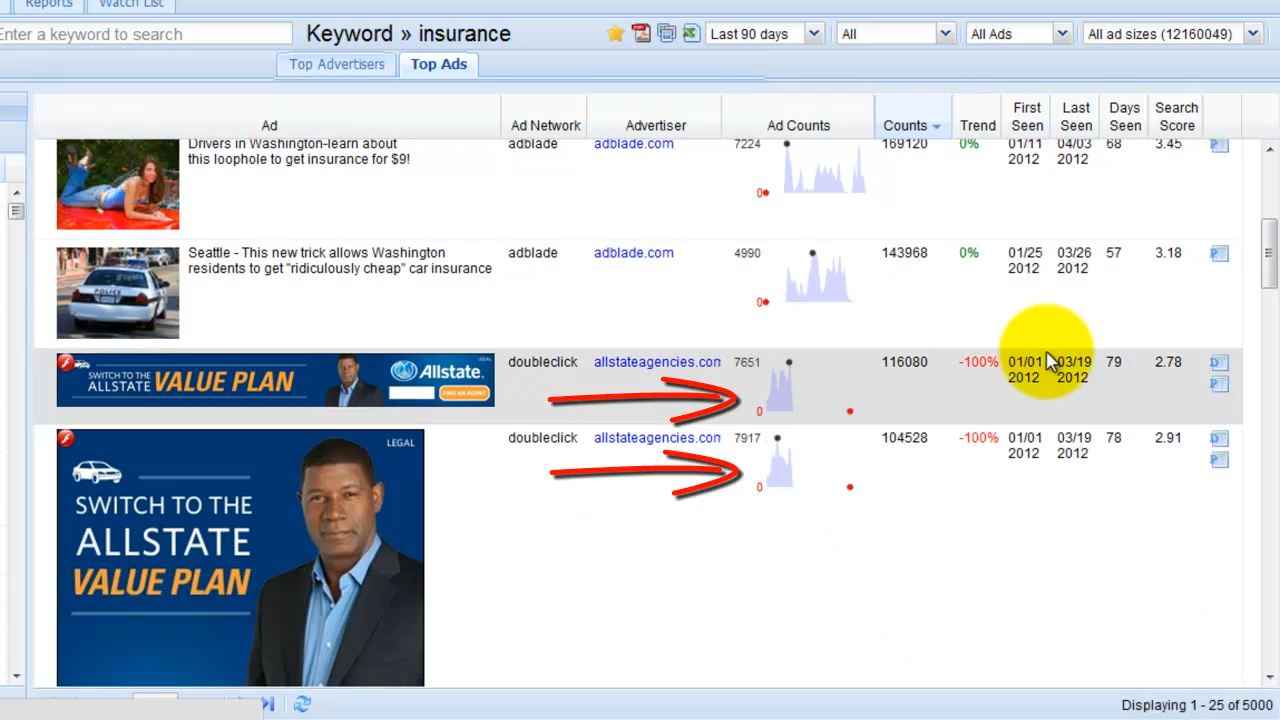 Reports
Watch List
Enter a keyword to search
Keyword » insurance
Last 90 days
All
All Ads
All ad sizes (12160049)
Top Advertisers
Top Ads
Ad
Ad Network
Advertiser
Ad Counts
Counts
Trend
First Seen
Last Seen
Days Seen
Search Score
Drivers in Washington-learn about
this loophole to get insurance for $9!
adblade
adblade.com
7224
0
169120
0%
01/11
2012
04/03
2012
68
3.45
Seattle - This new trick allows Washington
residents to get "ridiculously cheap" car insurance
adblade
adblade.com
4990
0
143968
0%
01/25
2012
03/26
2012
57
3.18
SWITCH TO THE
ALLSTATE VALUE PLAN
Allstate.
LEGAL
doubleclick
allstateagencies.com
7651
0
116080
-100%
01/01
2012
03/19
2012
79
2.78
LEGAL
SWITCH TO THE
ALLSTATE
VALUE PLAN
doubleclick
allstateagencies.com
7917
0
104528
-100%
01/01
2012
03/19
2012
78
2.91
Displaying 1 - 25 of 5000